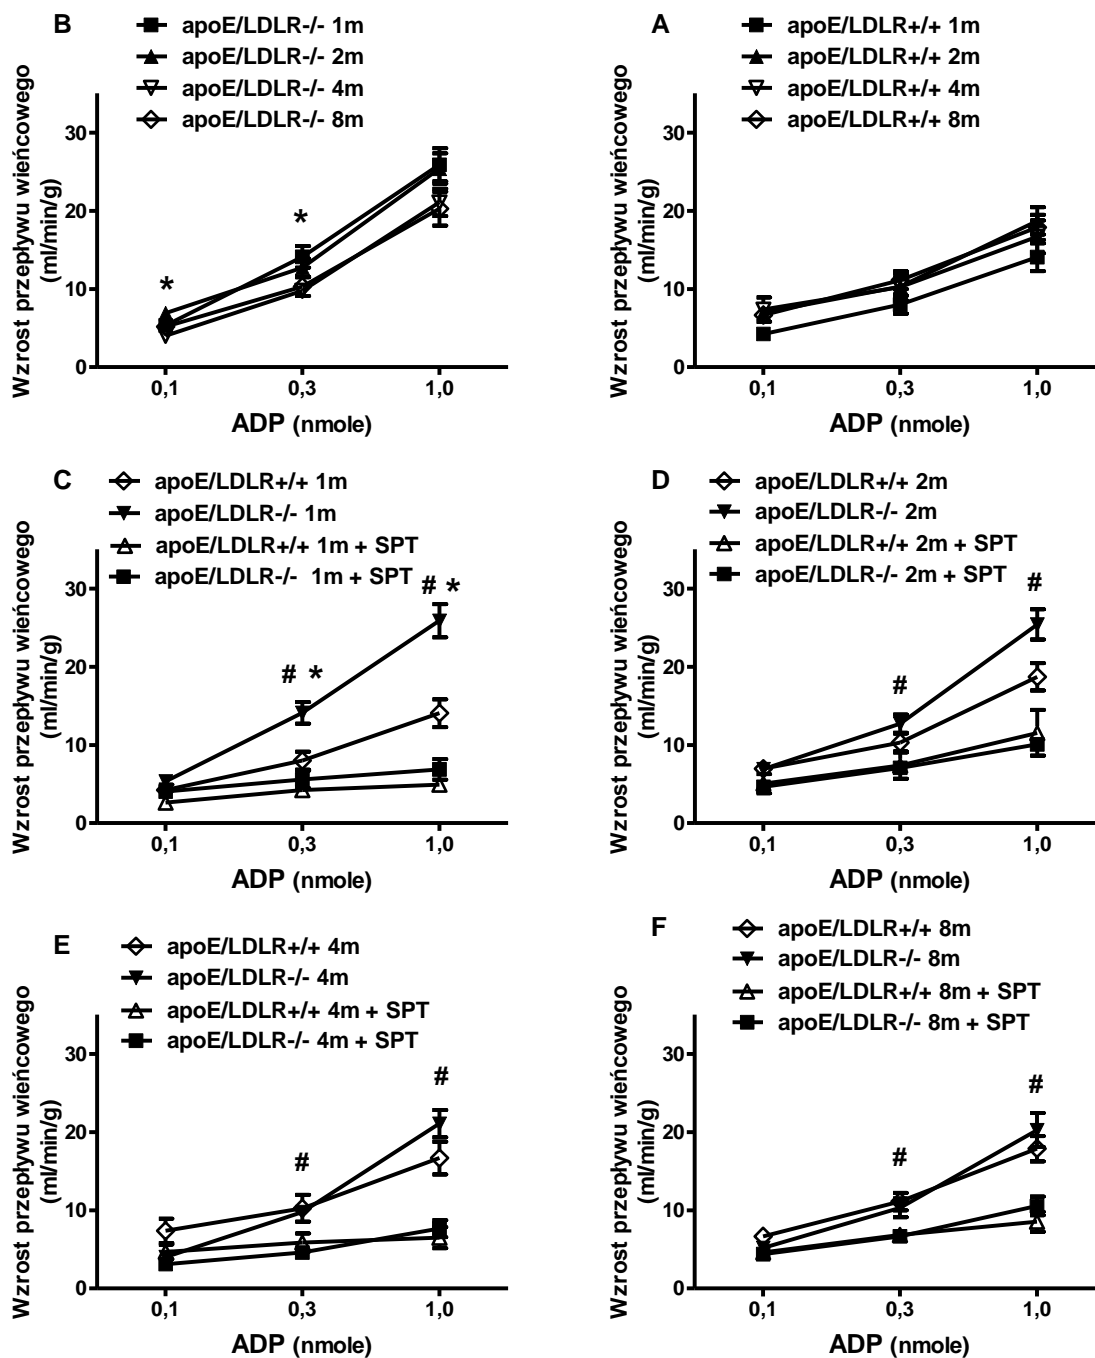 B
apoE/LDLR-/- 1m
apoE/LDLR-/- 2m
apoE/LDLR-/- 4m
apoE/LDLR-/- 8m
Wzrost przepływu wieńcowego
(ml/min/g)
30
20
10
0
*
*
0,1 0,3 1,0
ADP (nmole)
A
apoE/LDLR+/+ 1m
apoE/LDLR+/+ 2m
apoE/LDLR+/+ 4m
apoE/LDLR+/+ 8m
Wzrost przepływu wieńcowego
(ml/min/g)
30
20
10
0
0,1 0,3 1,0
ADP (nmole)
C
apoE/LDLR+/+ 1m
apoE/LDLR-/- 1m
apoE/LDLR+/+ 1m + SPT
apoE/LDLR-/- 1m + SPT
Wzrost przepływu wieńcowego
(ml/min/g)
30
20
10
0
# *
# *
0,1 0,3 1,0
ADP (nmole)
D
apoE/LDLR+/+ 2m
apoE/LDLR-/- 2m
apoE/LDLR+/+ 2m + SPT
apoE/LDLR-/- 2m + SPT
Wzrost przepływu wieńcowego
(ml/min/g)
30
20
10
0
#
#
0,1 0,3 1,0
ADP (nmole)
E
apoE/LDLR+/+ 4m
apoE/LDLR-/- 4m
apoE/LDLR+/+ 4m + SPT
apoE/LDLR-/- 4m + SPT
Wzrost przepływu wieńcowego
(ml/min/g)
30
20
10
0
#
#
0,1 0,3 1,0
ADP (nmole)
F
apoE/LDLR+/+ 8m
apoE/LDLR-/- 8m
apoE/LDLR+/+ 8m + SPT
apoE/LDLR-/- 8m + SPT
Wzrost przepływu wieńcowego
(ml/min/g)
30
20
10
0
#
#
0,1 0,3 1,0
ADP (nmole)